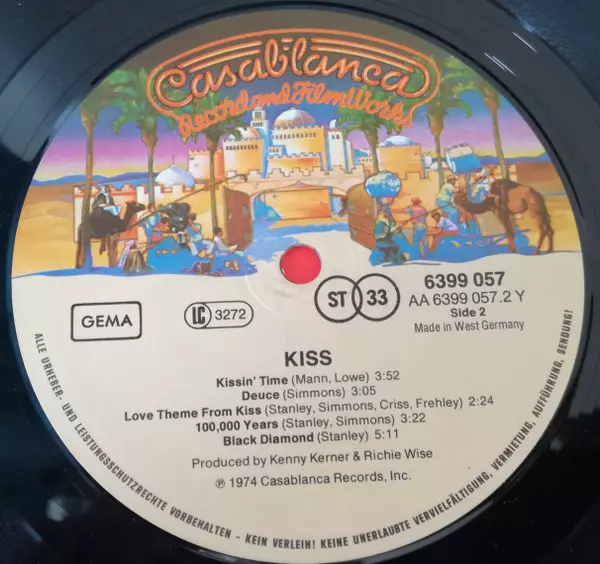 Casablanca
Record and FilmWorks
GEMA
LC 3272
ST 33
6399 057
AA 6399 057.2 Y
Side 2
Made in West Germany
KISS
Kissin' Time (Mann, Lowe) 3:52
Deuce (Simmons) 3:05
Love Theme From Kiss (Stanley, Simmons, Criss, Frehley) 2:24
100,000 Years (Stanley, Simmons) 3:22
Black Diamond (Stanley) 5:11
Produced by Kenny Kerner & Richie Wise
℗ 1974 Casablanca Records, Inc.
ALLE URHEBER- UND LEISTUNGSSCHUTZRECHTE VORBEHALTEN - KEIN VERLEIH! KEINE UNERLAUBTE VERVIELFÄLTIGUNG, VERMIETUNG, AUFFÜHRUNG, SENDUNG!